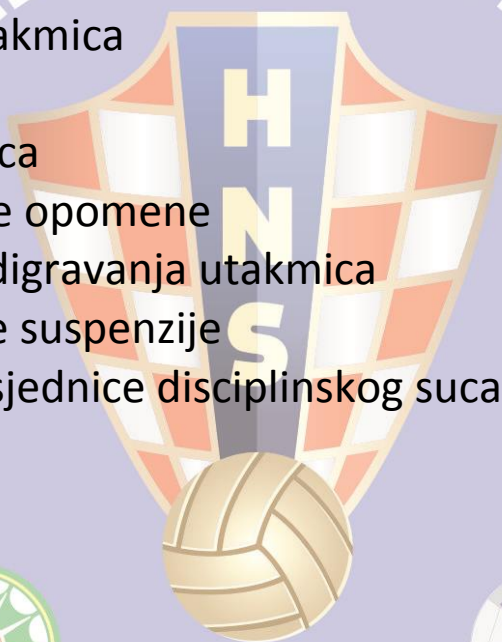 akmica
ca
e opomene
digravanja utakmica
e suspenzije
sjednice disciplinskog suca
H
N
S